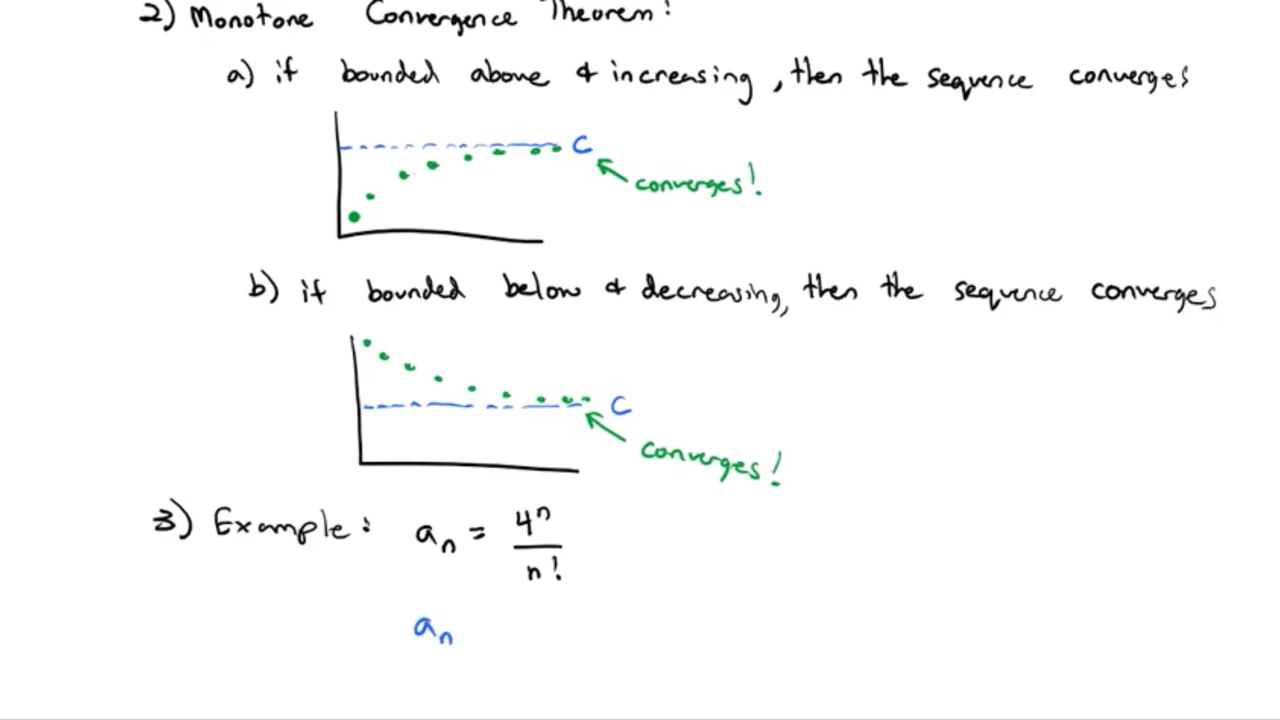 2) Monotone Convergence Theorem:
a) if bounded above & increasing, then the sequence converges
C
converges!
b) if bounded below & decreasing, then the sequence converges
C
converges!
3) Example: aₙ = 4ⁿ / n!
aₙ